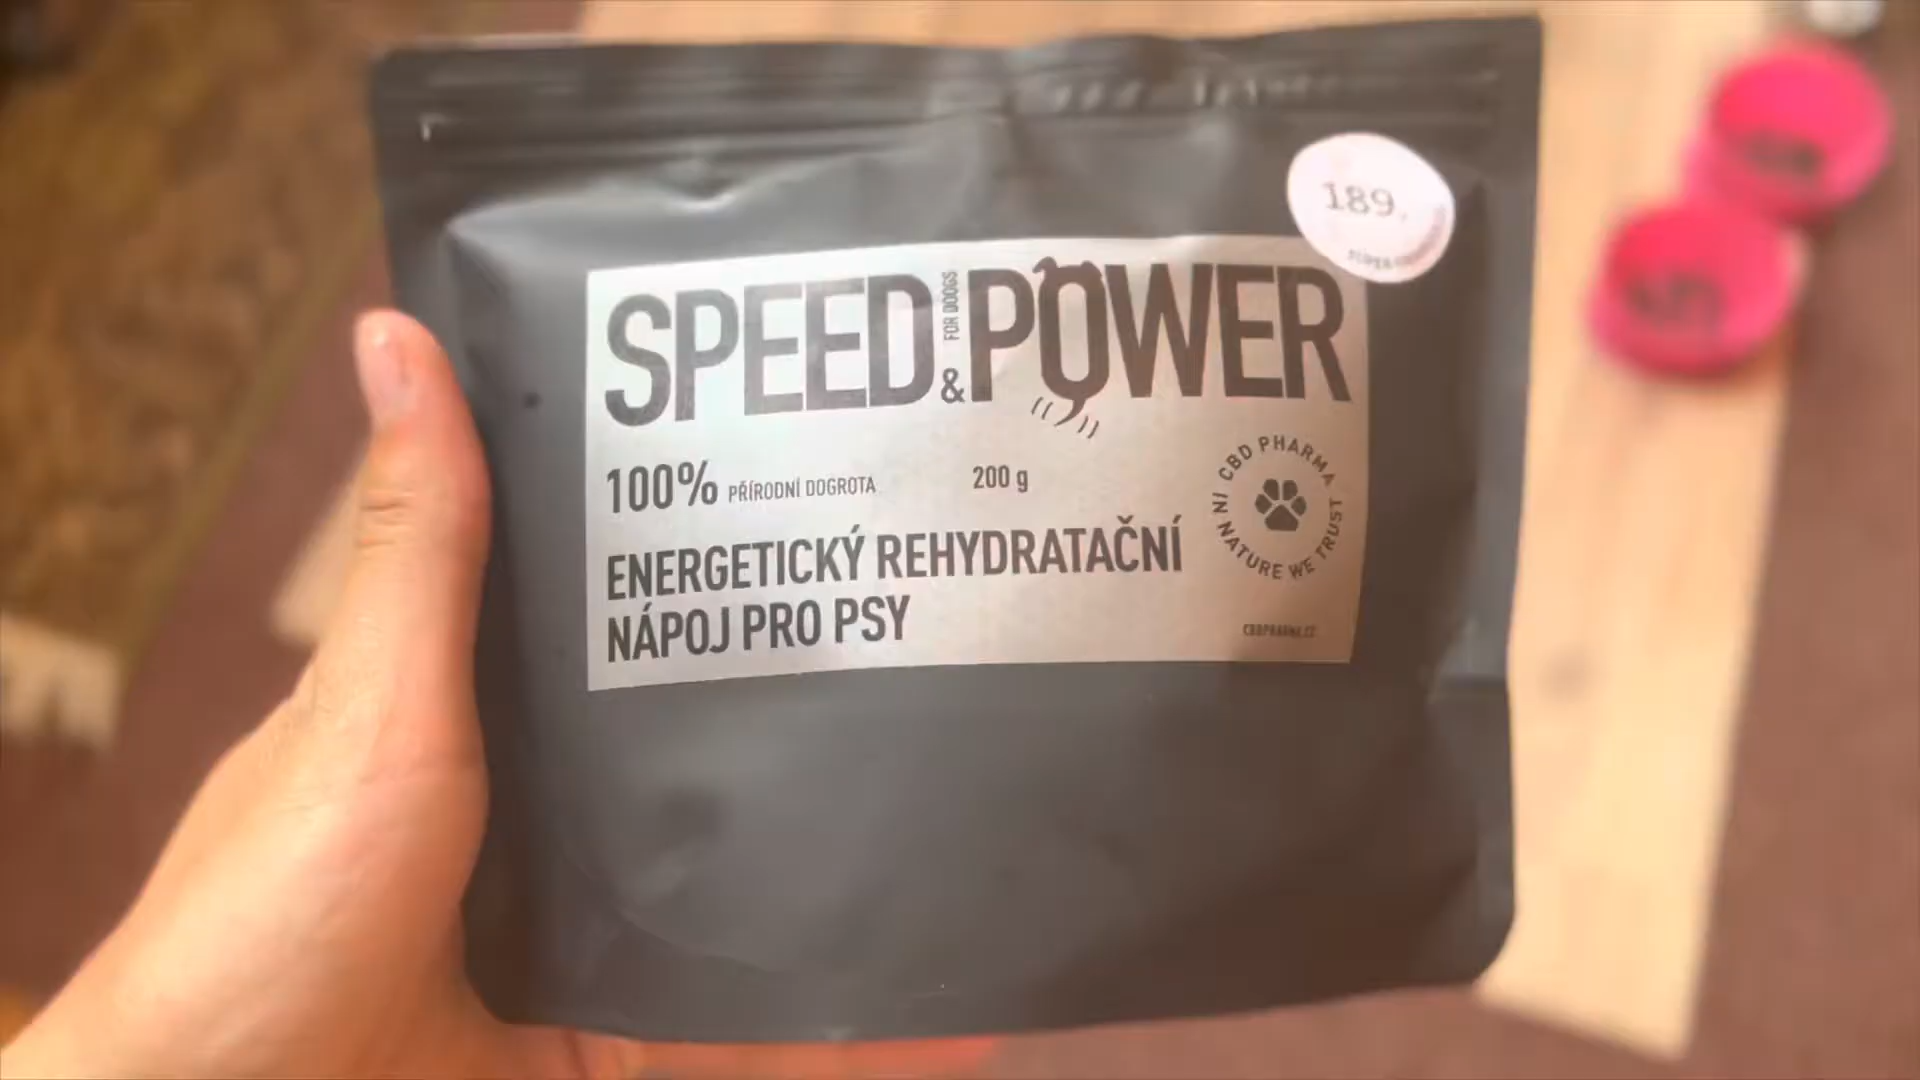 189.
SPEED & POWER
FOR DOOGS
100% PŘÍRODNÍ DOGROTA
200 g
CBD PHARMA
IN NATURE WE TRUST
ENERGETICKÝ REHYDRATAČNÍ
NÁPOJ PRO PSY
CBDPHARMA.CZ